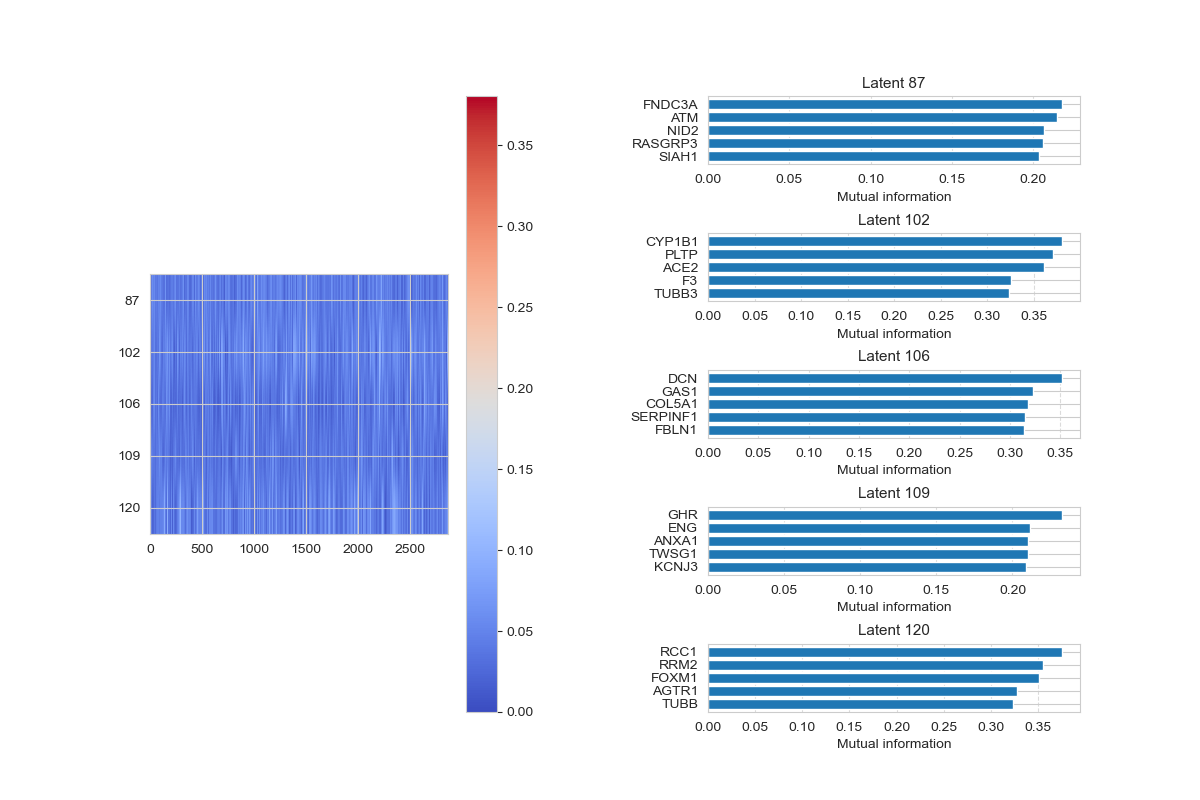 87
102
106
109
120
0 500 1000 1500 2000 2500
0.35
0.30
0.25
0.20
0.15
0.10
0.05
0.00
Latent 87
FNDC3A
ATM
NID2
RASGRP3
SIAH1
0.00 0.05 0.10 0.15 0.20
Mutual information
Latent 102
CYP1B1
PLTP
ACE2
F3
TUBB3
0.00 0.05 0.10 0.15 0.20 0.25 0.30 0.35
Mutual information
Latent 106
DCN
GAS1
COL5A1
SERPINF1
FBLN1
0.00 0.05 0.10 0.15 0.20 0.25 0.30 0.35
Mutual information
Latent 109
GHR
ENG
ANXA1
TWSG1
KCNJ3
0.00 0.05 0.10 0.15 0.20
Mutual information
Latent 120
RCC1
RRM2
FOXM1
AGTR1
TUBB
0.00 0.05 0.10 0.15 0.20 0.25 0.30 0.35
Mutual information